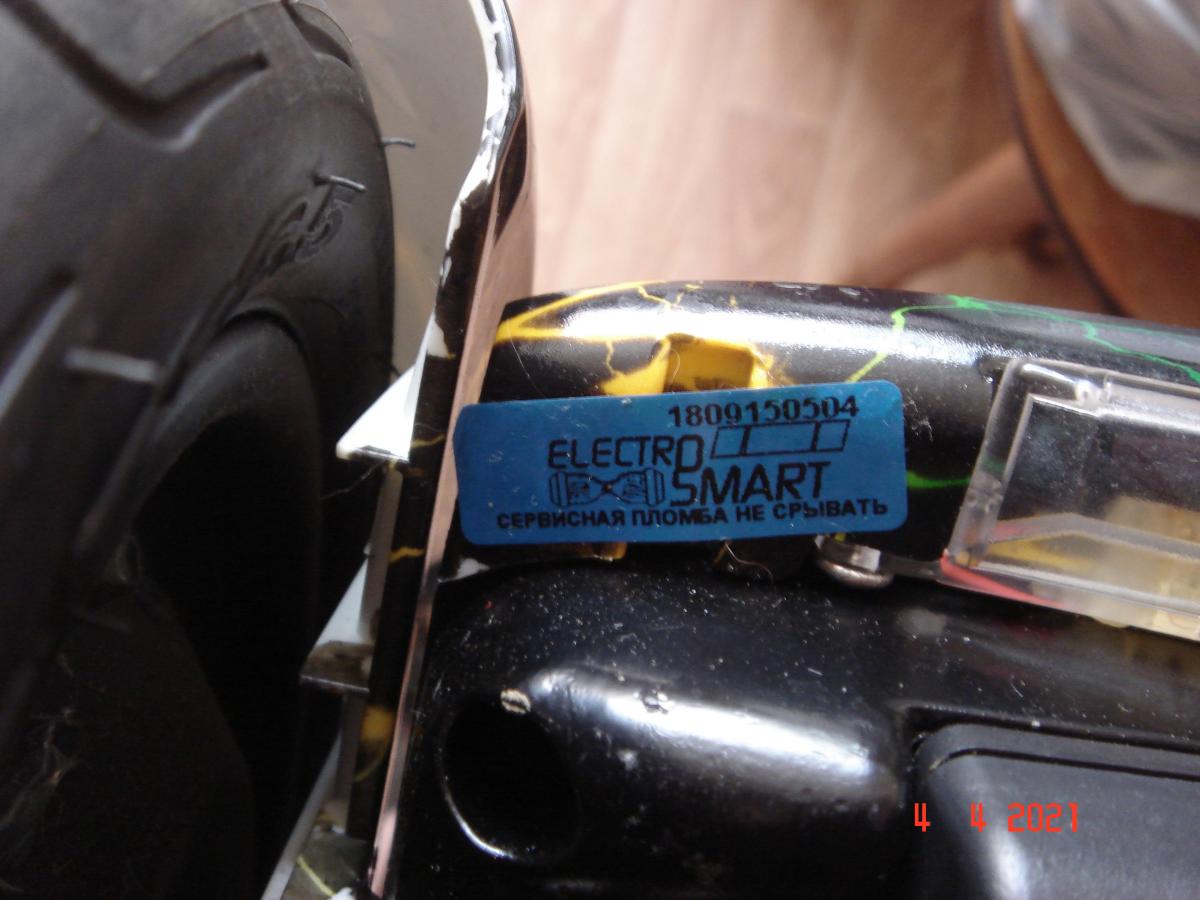 1809150504
ELECTRO
SMART
СЕРВИСНАЯ ПЛОМБА НЕ СРЫВАТЬ
4 4 2021